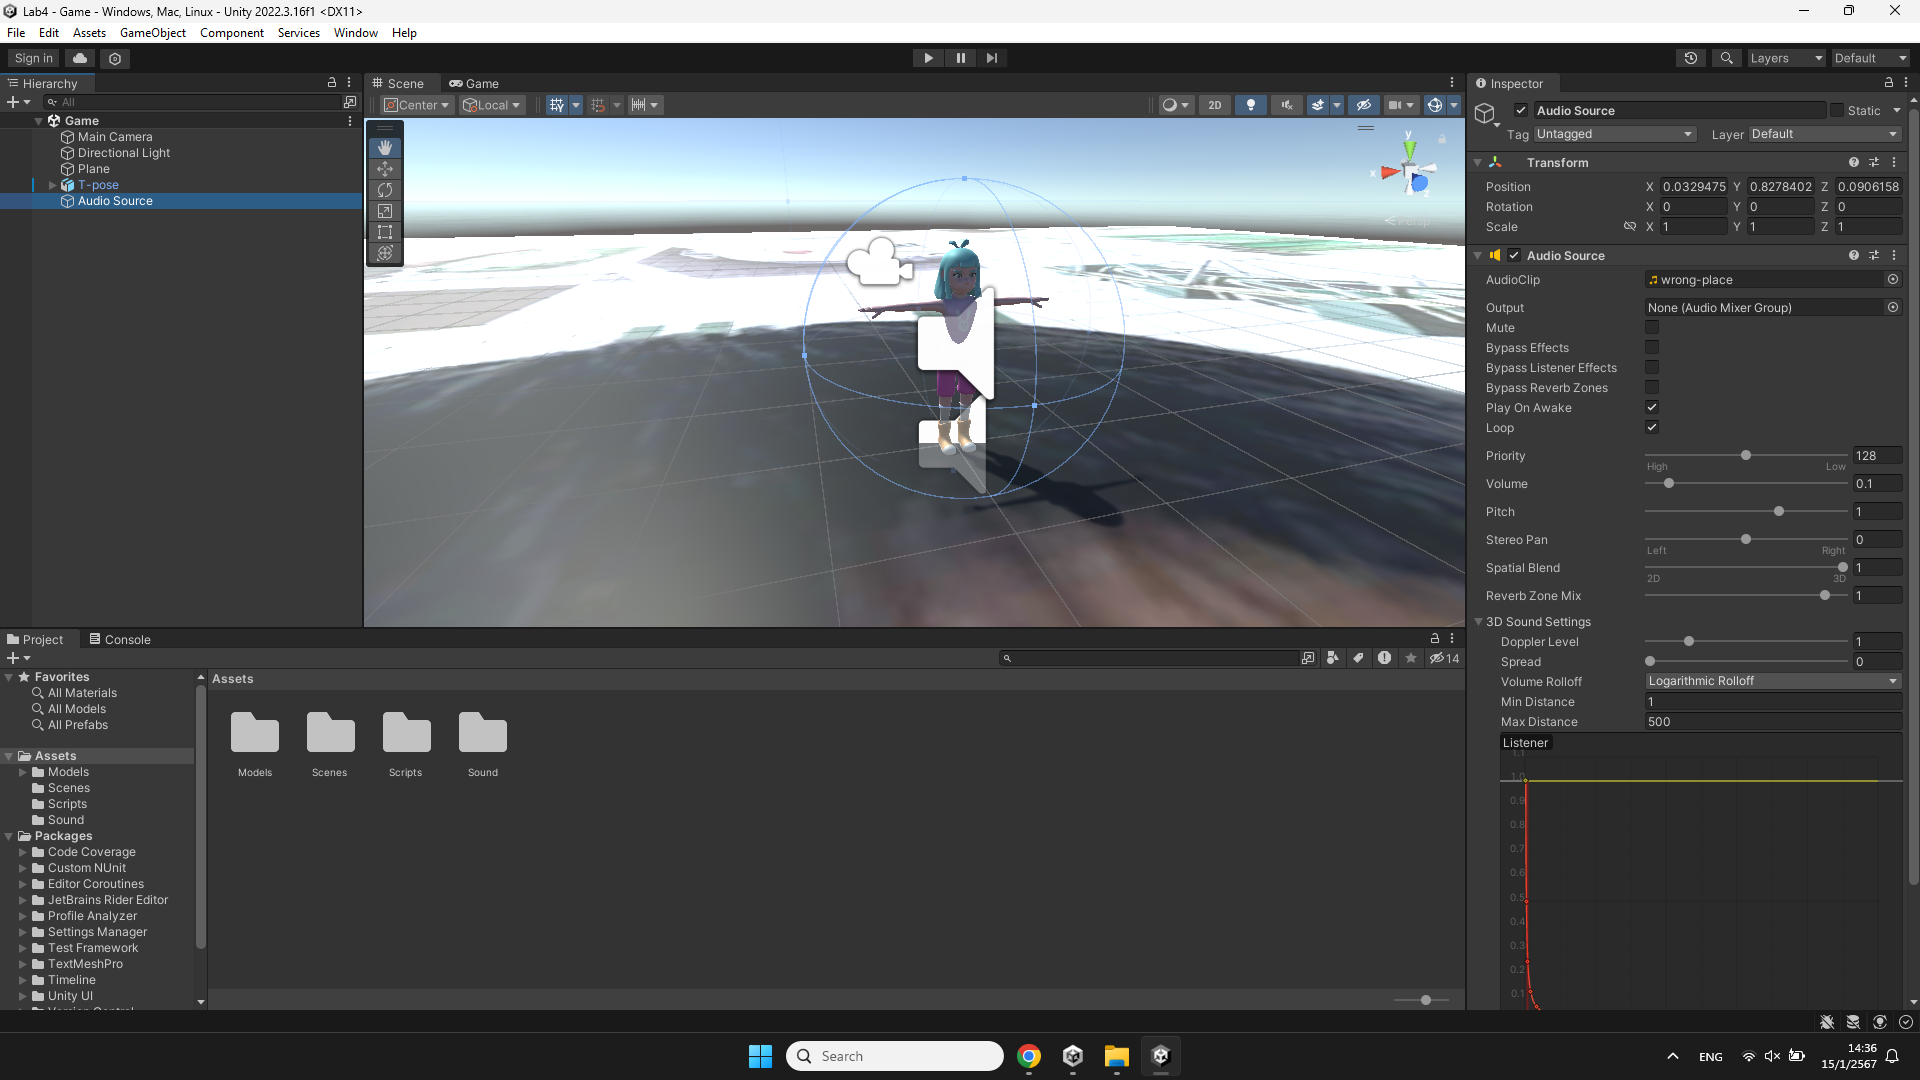 Lab4 - Game - Windows, Mac, Linux - Unity 2022.3.16f1 <DX11>
File Edit Assets GameObject Component Services Window Help
Sign in
Layers
Default
Hierarchy
All
Game
Main Camera
Directional Light
Plane
T-pose
Audio Source
Scene
Game
Center
Local
2D
y
x
z
Persp
Inspector
Audio Source
Static
Tag Untagged
Layer Default
Transform
Position X 0.0329475 Y 0.8278402 Z 0.0906158
Rotation X 0 Y 0 Z 0
Scale X 1 Y 1 Z 1
Audio Source
AudioClip wrong-place
Output None (Audio Mixer Group)
Mute
Bypass Effects
Bypass Listener Effects
Bypass Reverb Zones
Play On Awake
Loop
Priority 128
High Low
Volume 0.1
Pitch 1
Stereo Pan 0
Left Right
Spatial Blend 1
2D 3D
Reverb Zone Mix 1
3D Sound Settings
Doppler Level 1
Spread 0
Volume Rolloff Logarithmic Rolloff
Min Distance 1
Max Distance 500
Listener
1.1
1.0
0.9
0.8
0.7
0.6
0.5
0.4
0.3
0.2
0.1
Project
Console
14
Favorites
All Materials
All Models
All Prefabs
Assets
Models
Scenes
Scripts
Sound
Packages
Code Coverage
Custom NUnit
Editor Coroutines
JetBrains Rider Editor
Profile Analyzer
Settings Manager
Test Framework
TextMeshPro
Timeline
Unity UI
Version Control
Assets
Models
Scenes
Scripts
Sound
Search
ENG
14:36
15/1/2567